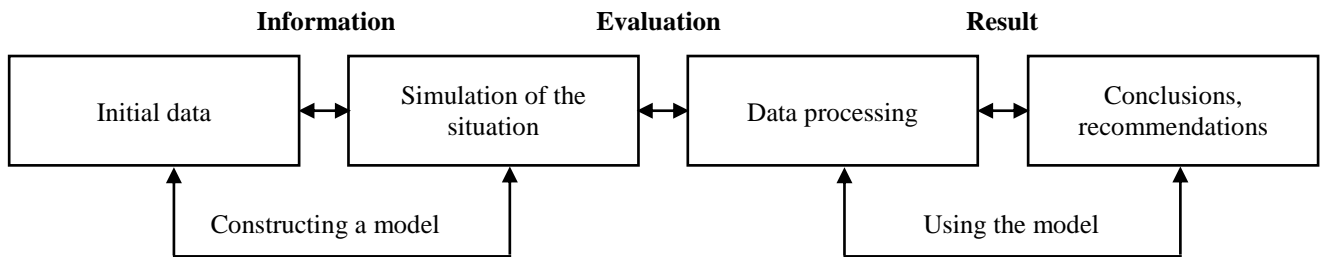 Information Evaluation Result
Initial data
Simulation of the
situation
Data processing
Conclusions,
recommendations
Constructing a model
Using the model